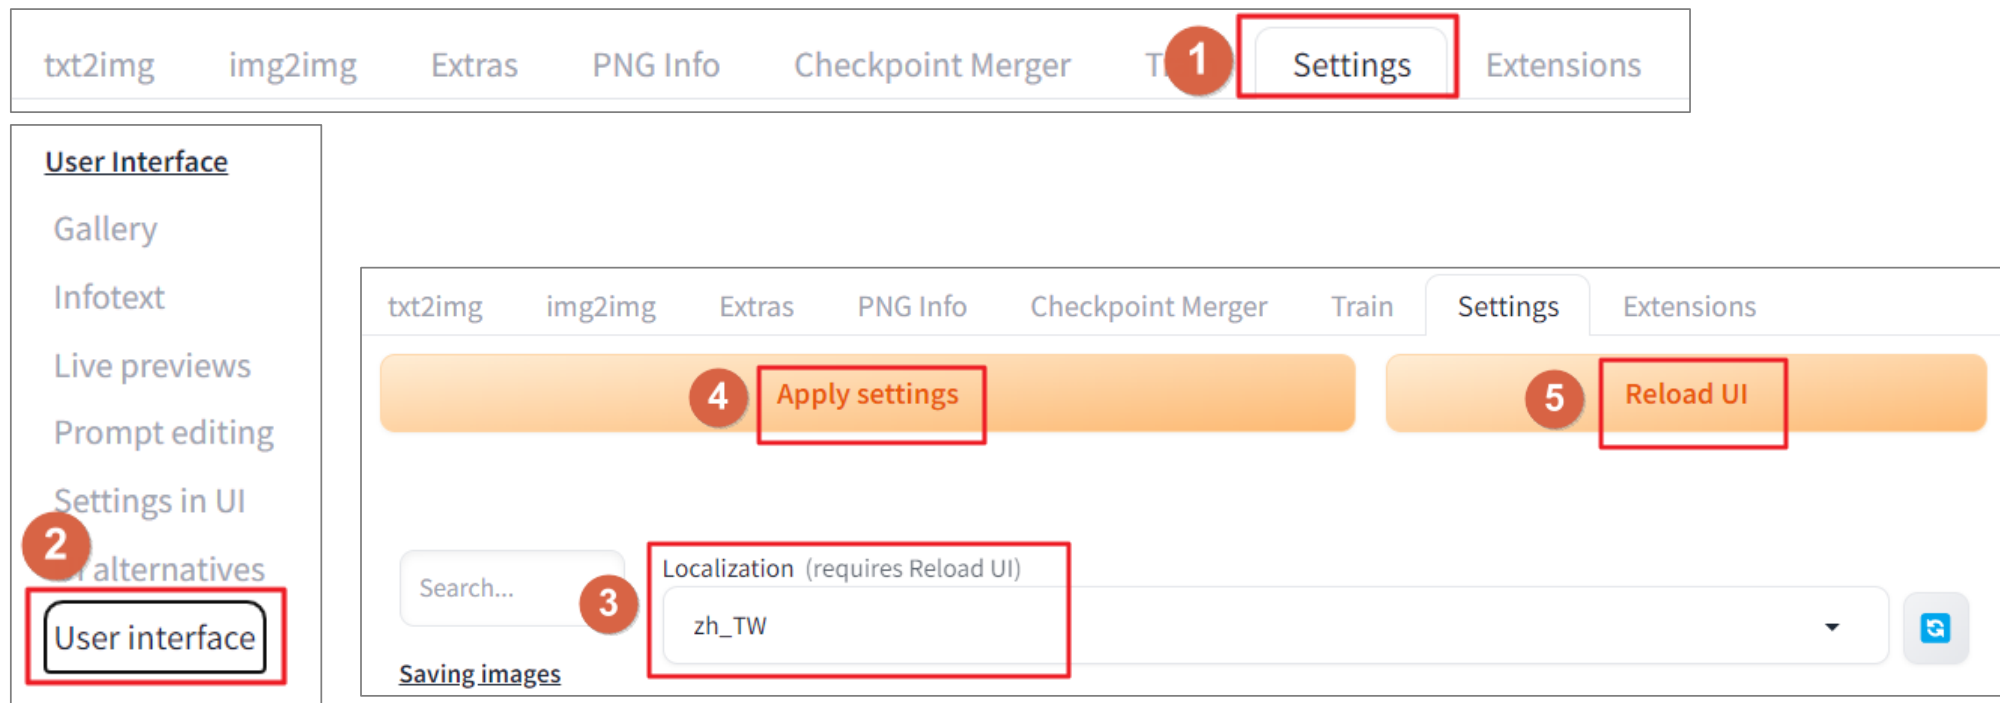 txt2img img2img Extras PNG Info Checkpoint Merger 1 Settings Extensions
User Interface
Gallery
Infotext
Live previews
Prompt editing
Settings in UI
2
alternatives
User interface
txt2img img2img Extras PNG Info Checkpoint Merger Train Settings Extensions
4 Apply settings 5 Reload UI
Localization (requires Reload UI)
Search...
3
zh_TW
Saving images